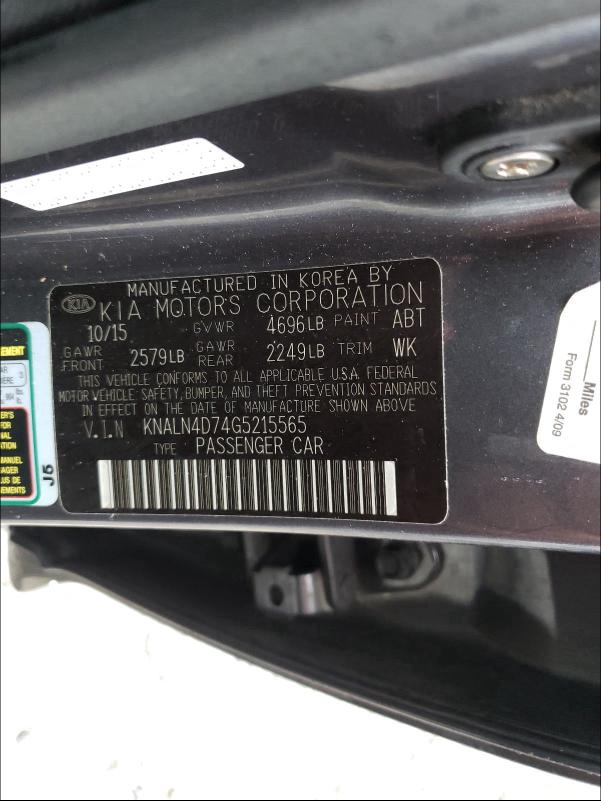 MANUFACTURED IN KOREA BY
KIA KIA MOTORS CORPORATION
10/15 GVWR 4696LB PAINT ABT
GAWR FRONT 2579LB GAWR REAR 2249LB TRIM WK
THIS VEHICLE CONFORMS TO ALL APPLICABLE U.S.A. FEDERAL
MOTOR VEHICLE SAFETY, BUMPER, AND THEFT PREVENTION STANDARDS
IN EFFECT ON THE DATE OF MANUFACTURE SHOWN ABOVE
V.I.N KNALN4D74G5215565
TYPE: PASSENGER CAR
J5
Miles
Form 3102 4/09